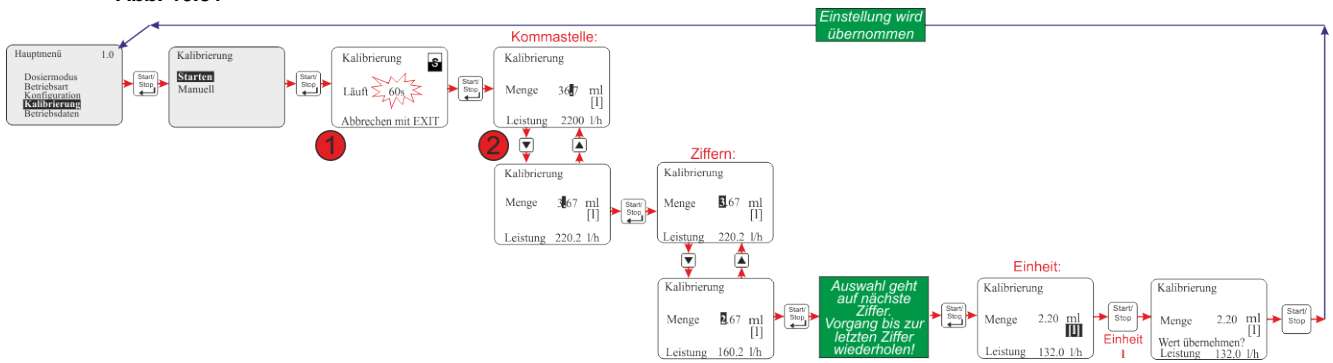 Einstellung wird
übernommen
Hauptmenü 1.0
Dosiermodus
Betriebsart
Konfiguration
Kalibrierung
Betriebsdaten
Start/
Stop
Kalibrierung
Starten
Manuell
Start/
Stop
Kalibrierung S
Läuft 60s
Abbrechen mit EXIT
1
Start/
Stop
Kommastelle:
Kalibrierung
Menge 36.7 ml
[l]
Leistung 2200 l/h
2
Kalibrierung
Menge 3.67 ml
[l]
Leistung 220.2 l/h
Start/
Stop
Ziffern:
Kalibrierung
Menge 3.67 ml
[l]
Leistung 220.2 l/h
Kalibrierung
Menge 2.67 ml
[l]
Leistung 160.2 l/h
Start/
Stop
Auswahl geht
auf nächste
Ziffer.
Vorgang bis zur
letzten Ziffer
wiederholen!
Start/
Stop
Einheit:
Kalibrierung
Menge 2.20 ml
[l]
Leistung 132.0 l/h
Start/
Stop
Einheit
1
Kalibrierung
Menge 2.20 ml
[l]
Wert übernehmen?
Leistung 132.0 l/h
Start/
Stop